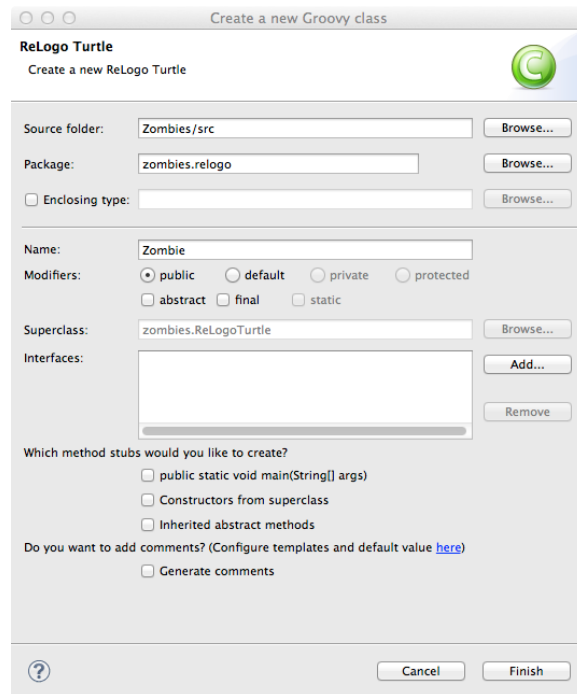 Create a new Groovy class
ReLogo Turtle
Create a new ReLogo Turtle
C
Source folder: Zombies/src Browse...
Package: zombies.relogo Browse...
Enclosing type: Browse...
Name: Zombie
Modifiers: public default private protected
abstract final static
Superclass: zombies.ReLogoTurtle Browse...
Interfaces: Add...
Remove
Which method stubs would you like to create?
public static void main(String[] args)
Constructors from superclass
Inherited abstract methods
Do you want to add comments? (Configure templates and default value here)
Generate comments
? Cancel Finish